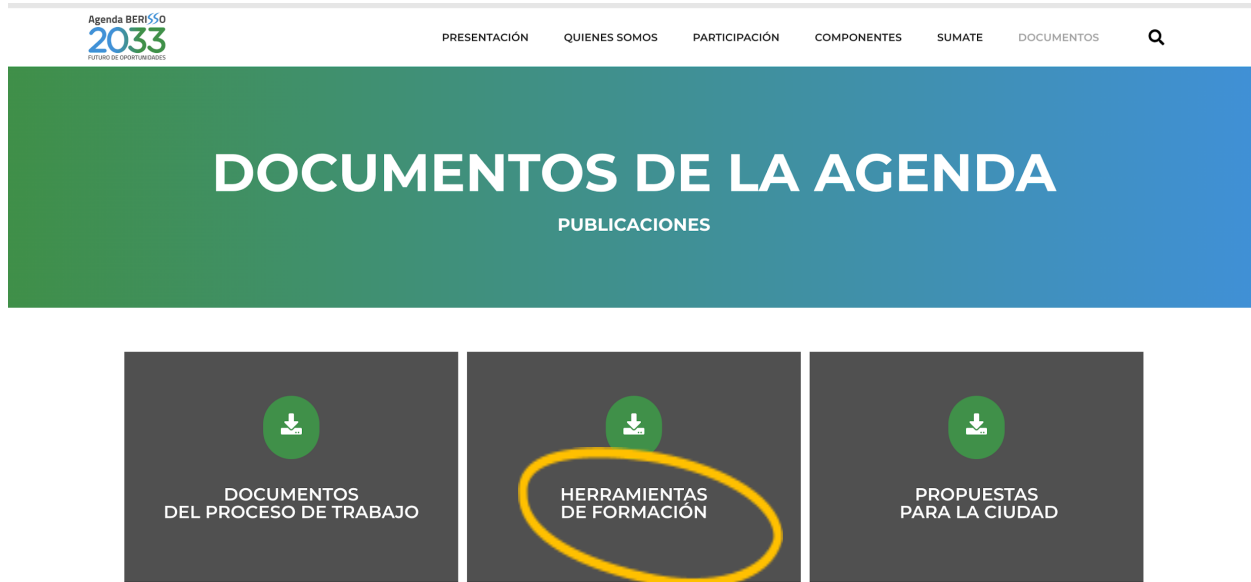 Agenda BERISSO
2033
FUTURO DE OPORTUNIDADES
PRESENTACIÓN QUIENES SOMOS PARTICIPACIÓN COMPONENTES SUMATE DOCUMENTOS
DOCUMENTOS DE LA AGENDA
PUBLICACIONES
DOCUMENTOS
DEL PROCESO DE TRABAJO
HERRAMIENTAS
DE FORMACIÓN
PROPUESTAS
PARA LA CIUDAD